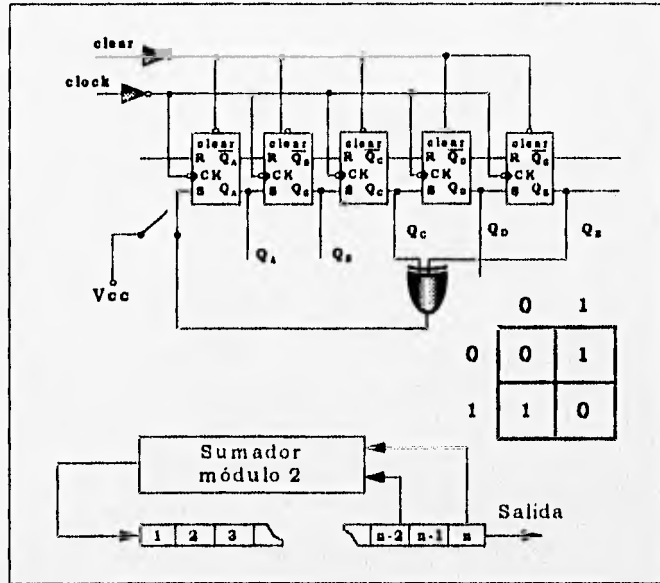 clear
clock
clear clear clear clear clear
R Q̅A R Q̅B R Q̅C R Q̅D R Q̅G
CK CK CK CK CK
S QA S QG S QC S QD S QE
QA QB QC QD QE
Vcc
0 1
0 0 1
1 1 0
Sumador
módulo 2
Salida
1 2 3 n-2 n-1 n